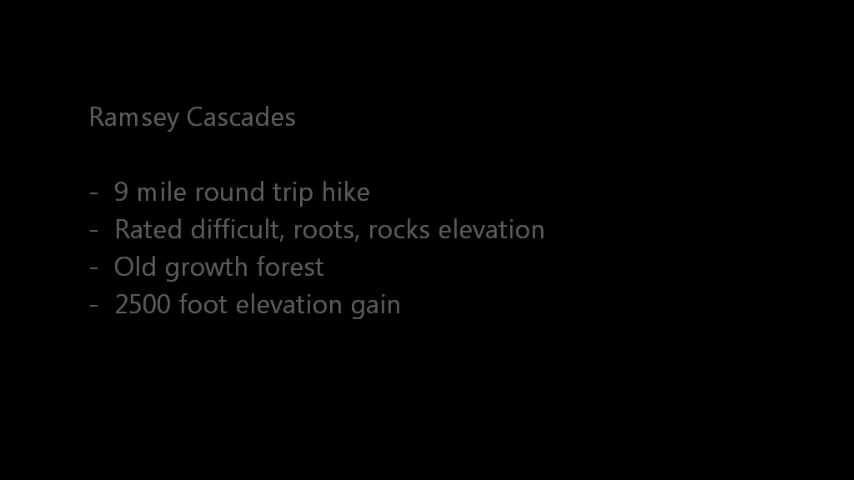 Ramsey Cascades
- 9 mile round trip hike
- Rated difficult, roots, rocks elevation
- Old growth forest
- 2500 foot elevation gain